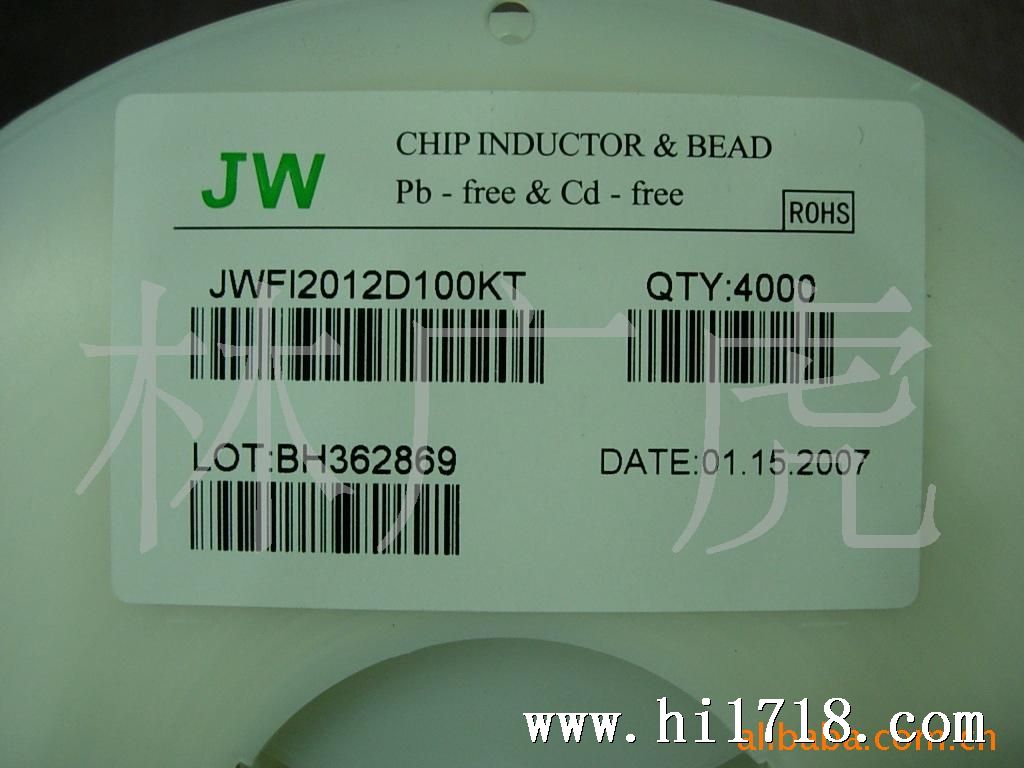 CHIP INDUCTOR & BEAD
JW
Pb - free & Cd - free
ROHS
JWFI2012D100KT QTY:4000
林广虎
LOT:BH362869 DATE:01.15.2007
www.hi1718.com
alibaba.com.cn